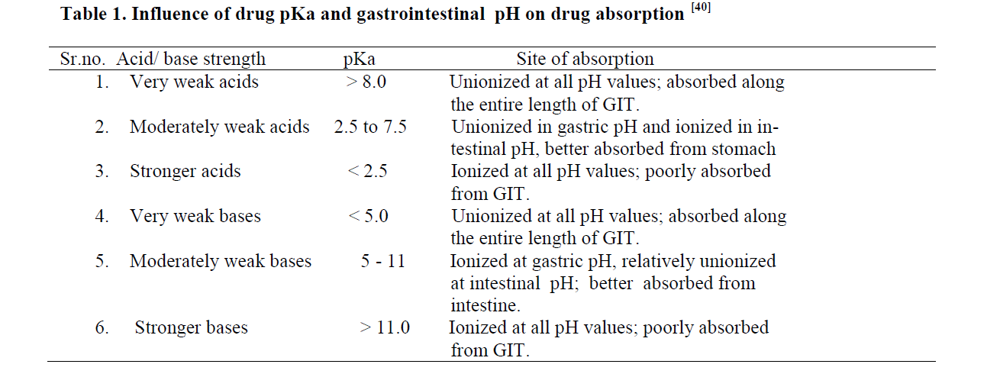 Table 1. Influence of drug pKa and gastrointestinal pH on drug absorption [40]
Sr.no. Acid/ base strength pKa Site of absorption
1. Very weak acids > 8.0 Unionized at all pH values; absorbed along
the entire length of GIT.
2. Moderately weak acids 2.5 to 7.5 Unionized in gastric pH and ionized in in-
testinal pH, better absorbed from stomach
3. Stronger acids < 2.5 Ionized at all pH values; poorly absorbed
from GIT.
4. Very weak bases < 5.0 Unionized at all pH values; absorbed along
the entire length of GIT.
5. Moderately weak bases 5 - 11 Ionized at gastric pH, relatively unionized
at intestinal pH; better absorbed from
intestine.
6. Stronger bases > 11.0 Ionized at all pH values; poorly absorbed
from GIT.